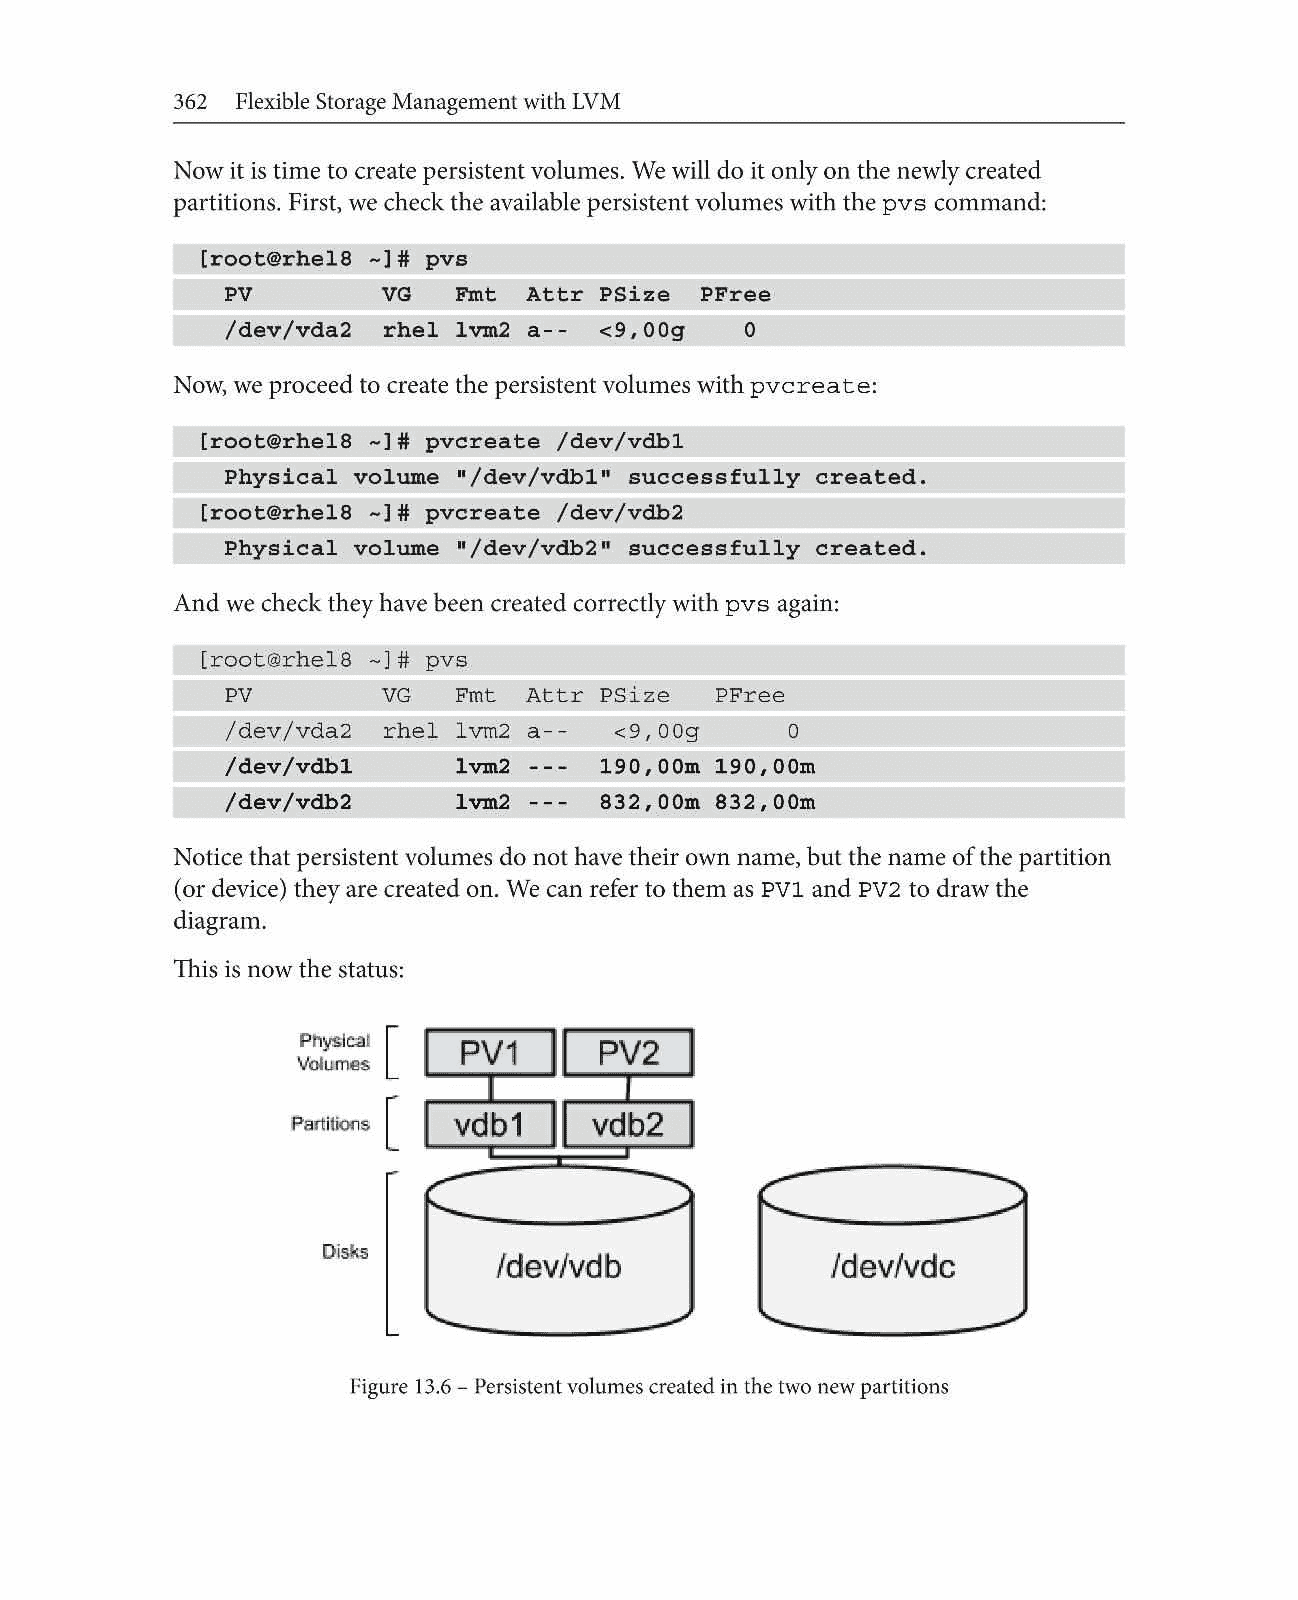 362 Flexible Storage Management with LVM
Now it is time to create persistent volumes. We will do it only on the newly created
partitions. First, we check the available persistent volumes with the pvs command:
[root@rhel8 ~]# pvs
PV VG Fmt Attr PSize PFree
/dev/vda2 rhel lvm2 a-- <9,00g 0
Now, we proceed to create the persistent volumes with pvcreate:
[root@rhel8 ~]# pvcreate /dev/vdb1
Physical volume "/dev/vdb1" successfully created.
[root@rhel8 ~]# pvcreate /dev/vdb2
Physical volume "/dev/vdb2" successfully created.
And we check they have been created correctly with pvs again:
[root@rhel8 ~]# pvs
PV VG Fmt Attr PSize PFree
/dev/vda2 rhel lvm2 a-- <9,00g 0
/dev/vdb1 lvm2 --- 190,00m 190,00m
/dev/vdb2 lvm2 --- 832,00m 832,00m
Notice that persistent volumes do not have their own name, but the name of the partition
(or device) they are created on. We can refer to them as PV1 and PV2 to draw the
diagram.
This is now the status:
Physical
Volumes
PV1 PV2
Partitions
vdb1 vdb2
Disks
/dev/vdb /dev/vdc
Figure 13.6 – Persistent volumes created in the two new partitions